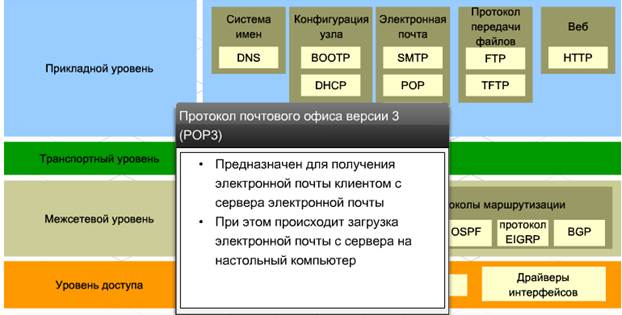 Система имен
Конфигурация узла
Электронная почта
Протокол передачи файлов
Веб
Прикладной уровень
DNS
BOOTP
SMTP
FTP
HTTP
DHCP
POP
TFTP
Протокол почтового офиса версии 3
(POP3)
• Предназначен для получения
электронной почты клиентом с
сервера электронной почты
• При этом происходит загрузка
электронной почты с сервера на
настольный компьютер
Транспортный уровень
Межсетевой уровень
маршрутизации
OSPF
протокол
EIGRP
BGP
Уровень доступа
Драйверы
интерфейсов